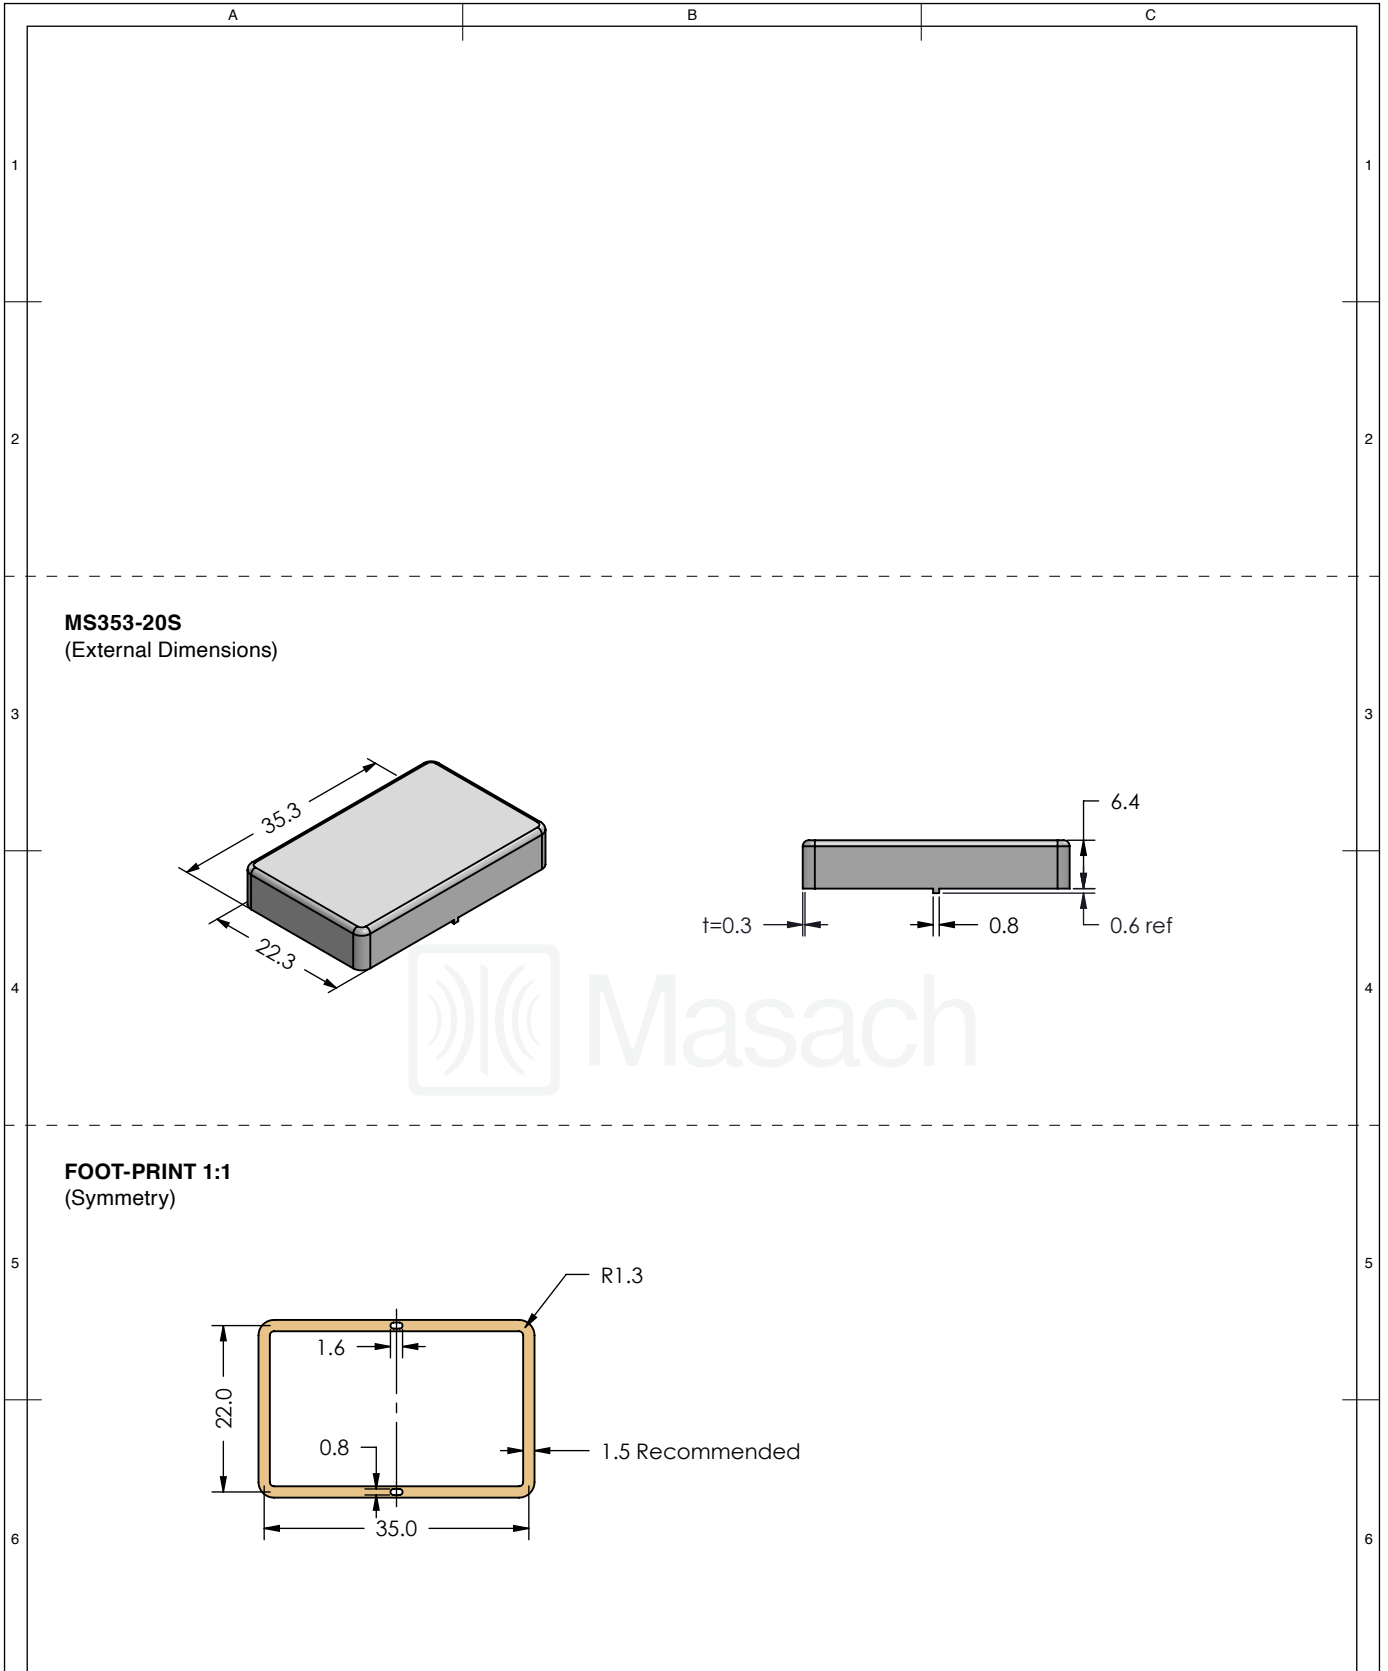 A B C
1 1
2 2
MS353-20S
(External Dimensions)
3 3
35.3
22.3
6.4
t=0.3
0.8
0.6 ref
Masach
4 4
FOOT-PRINT 1:1
(Symmetry)
5 5
R1.3
1.6
22.0
0.8
1.5 Recommended
35.0
6 6